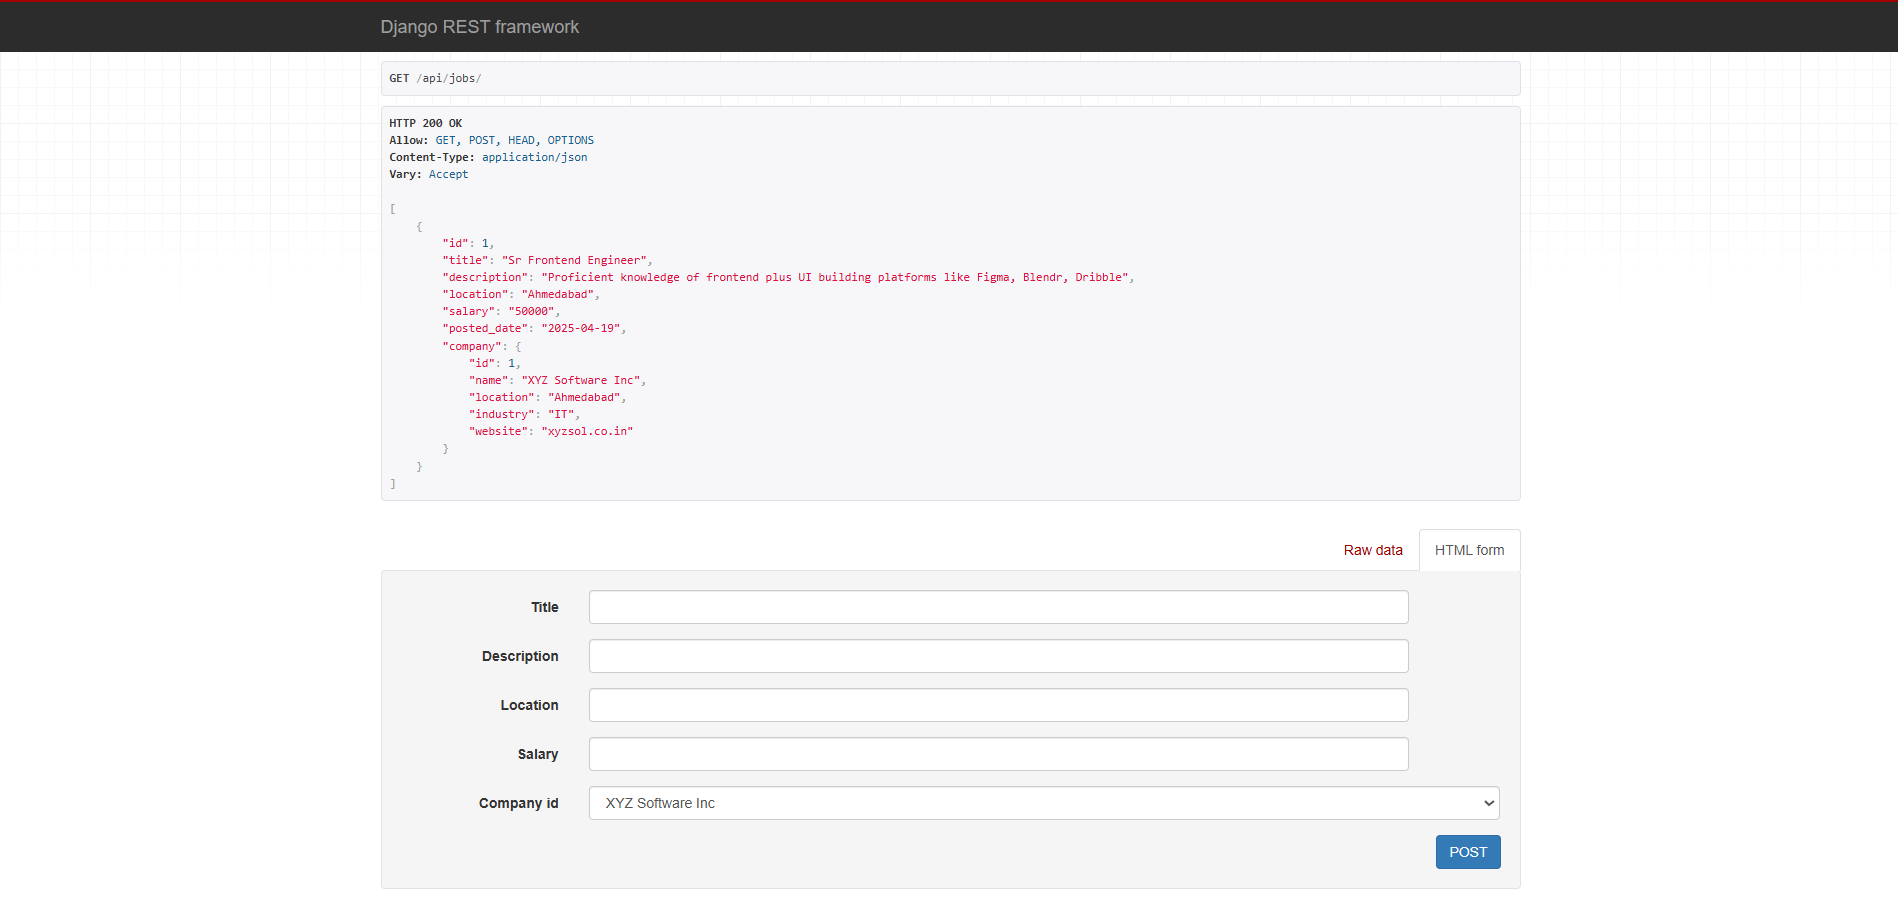 Django REST framework
GET /api/jobs/
HTTP 200 OK
Allow: GET, POST, HEAD, OPTIONS
Content-Type: application/json
Vary: Accept
[
    {
        "id": 1,
        "title": "Sr Frontend Engineer",
        "description": "Proficient knowledge of frontend plus UI building platforms like Figma, Blendr, Dribble",
        "location": "Ahmedabad",
        "salary": "50000",
        "posted_date": "2025-04-19",
        "company": {
            "id": 1,
            "name": "XYZ Software Inc",
            "location": "Ahmedabad",
            "industry": "IT",
            "website": "xyzsol.co.in"
        }
    }
]
Raw data HTML form
Title
Description
Location
Salary
Company id XYZ Software Inc
POST